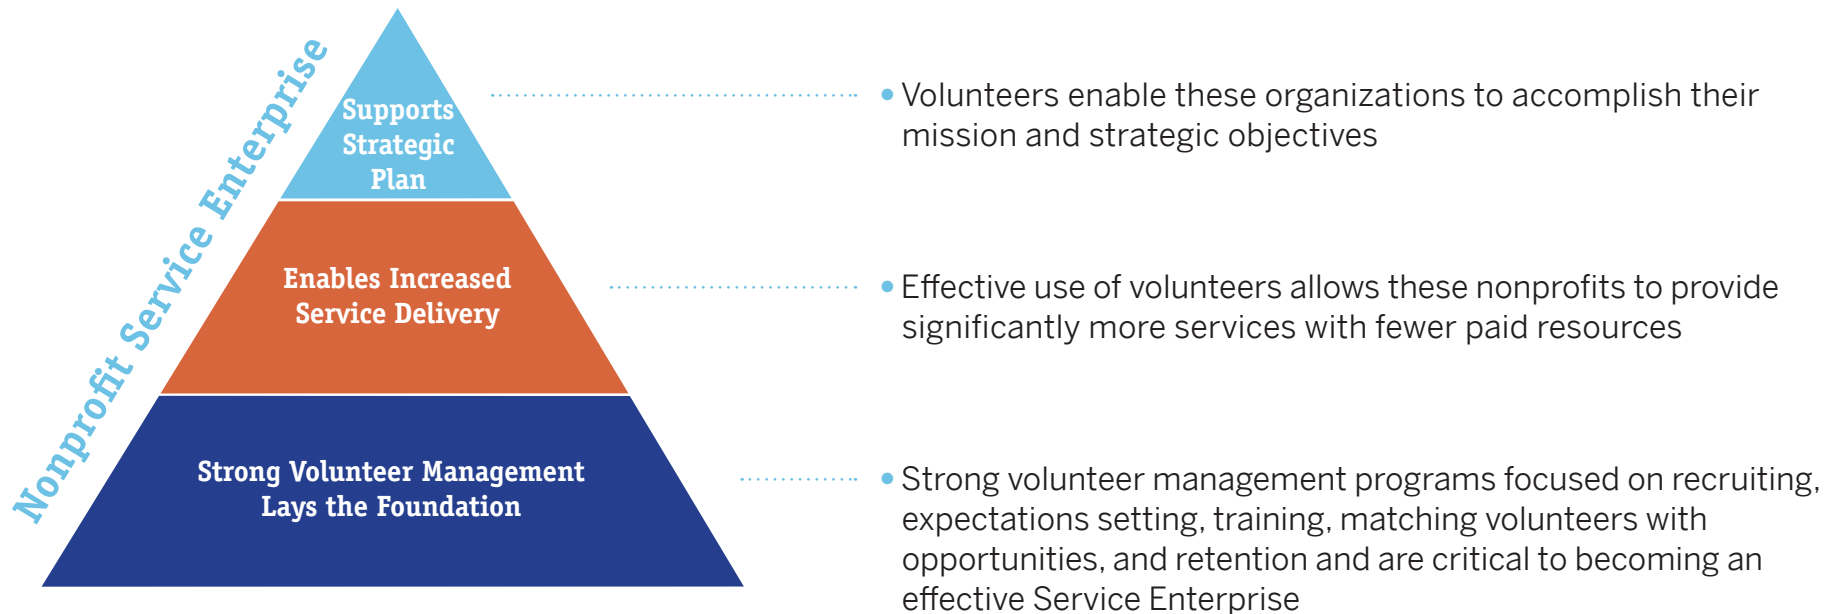 Nonprofit Service Enterprise
Supports
Strategic
Plan
• Volunteers enable these organizations to accomplish their
mission and strategic objectives
Enables Increased
Service Delivery
• Effective use of volunteers allows these nonprofits to provide
significantly more services with fewer paid resources
Strong Volunteer Management
Lays the Foundation
• Strong volunteer management programs focused on recruiting,
expectations setting, training, matching volunteers with
opportunities, and retention and are critical to becoming an
effective Service Enterprise